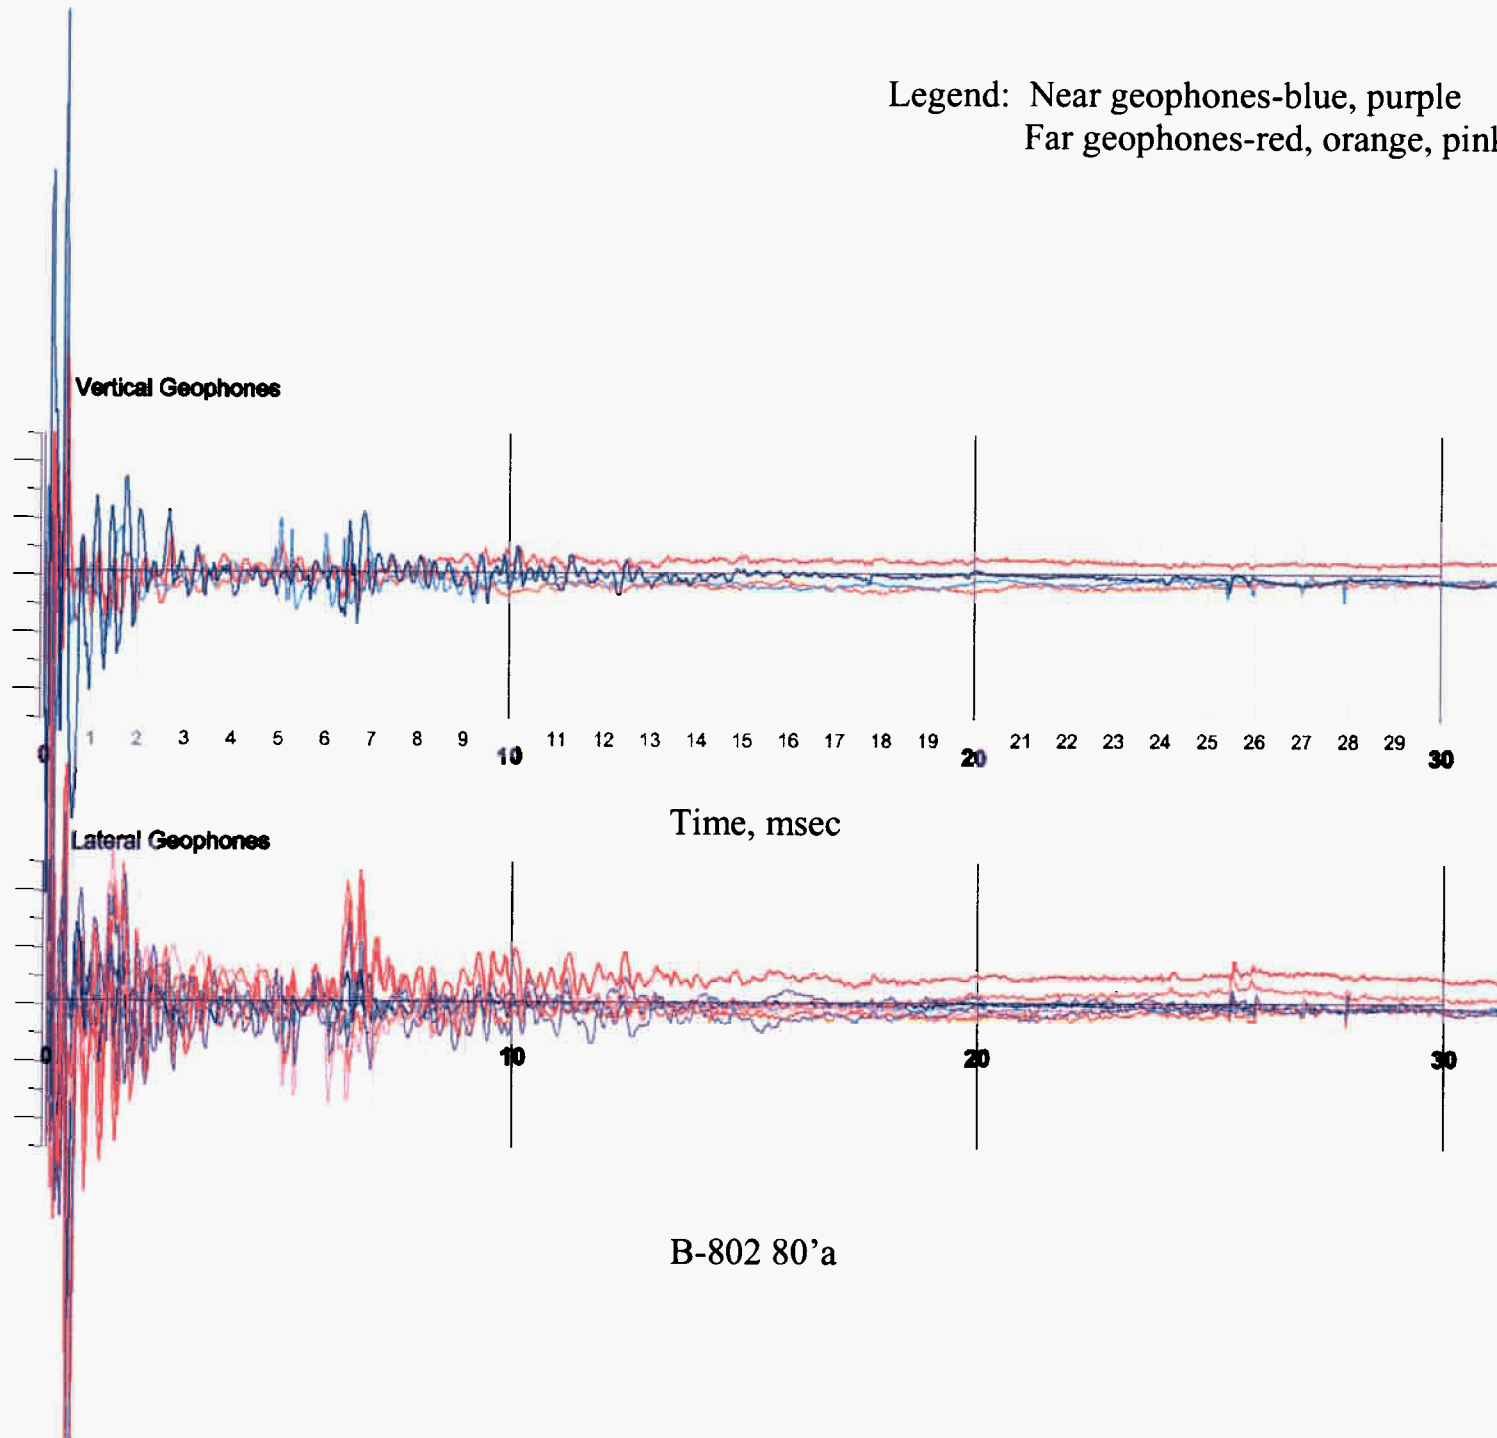 Legend: Near geophones-blue, purple
Far geophones-red, orange, pink
Vertical Geophones
0 1 2 3 4 5 6 7 8 9 10 11 12 13 14 15 16 17 18 19 20 21 22 23 24 25 26 27 28 29 30
Time, msec
Lateral Geophones
0 10 20 30
B-802 80’a